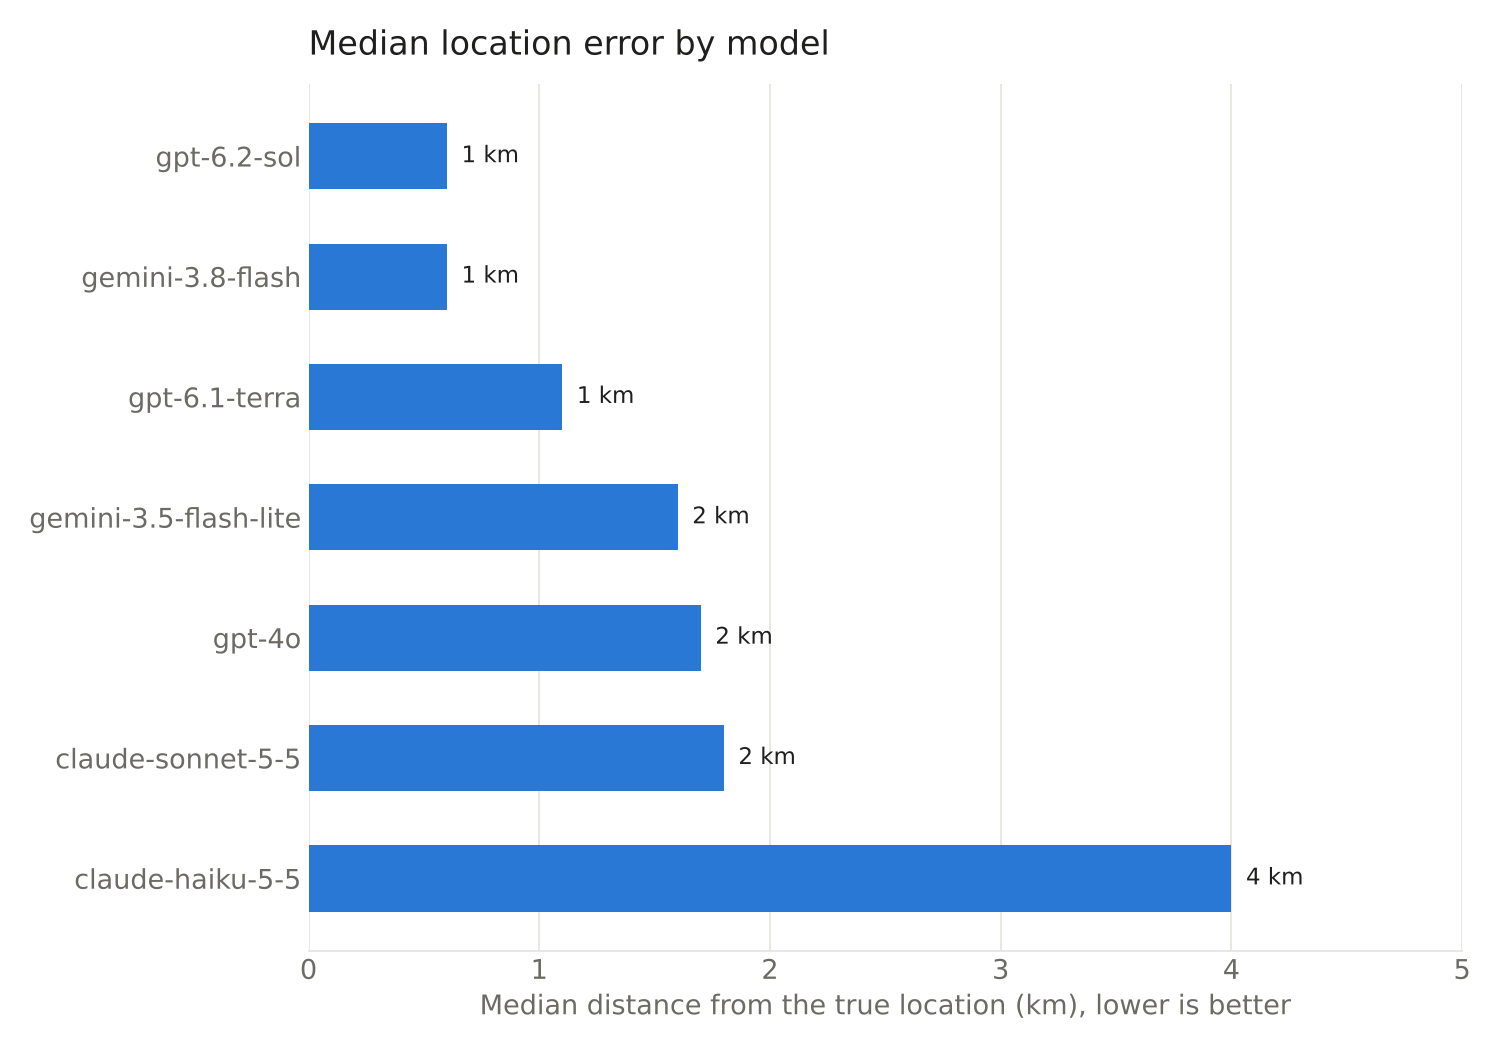 Median location error by model
gpt-6.2-sol 1 km
gemini-3.8-flash 1 km
gpt-6.1-terra 1 km
gemini-3.5-flash-lite 2 km
gpt-4o 2 km
claude-sonnet-5-5 2 km
claude-haiku-5-5 4 km
0 1 2 3 4 5
Median distance from the true location (km), lower is better